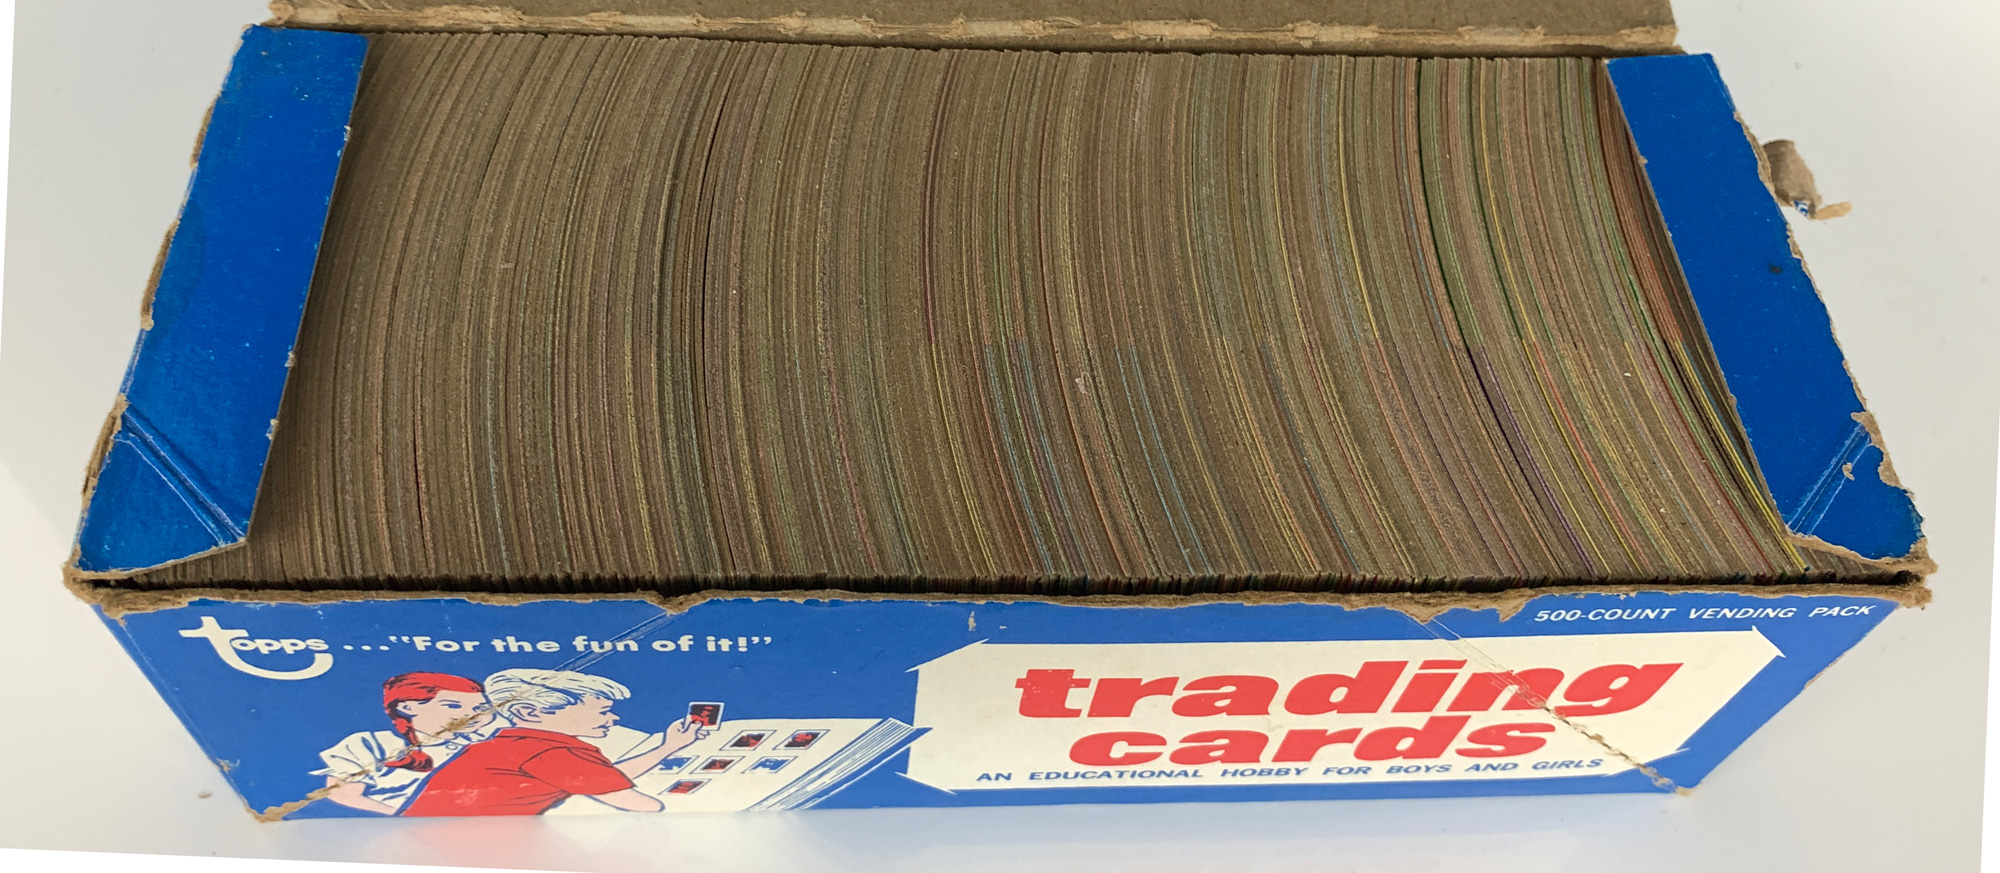 topps ..."For the fun of it!"
500-COUNT VENDING PACK
trading
cards
AN EDUCATIONAL HOBBY FOR BOYS AND GIRLS